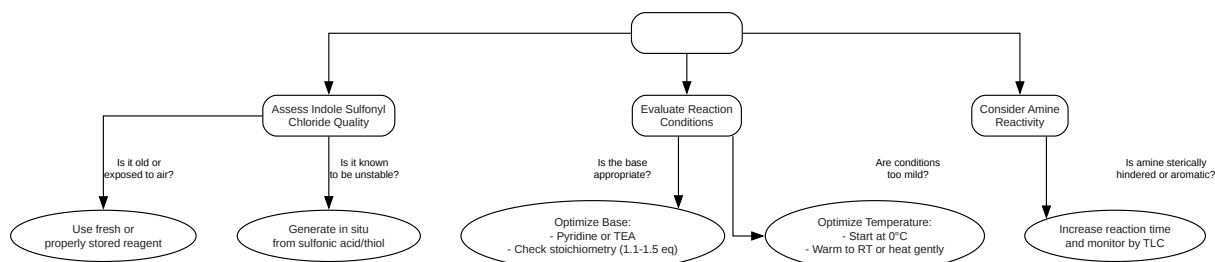 Assess Indole Sulfonyl
Chloride Quality
Evaluate Reaction
Conditions
Consider Amine
Reactivity
Is it old or
exposed to air?
Is it known
to be unstable?
Is the base
appropriate?
Are conditions
too mild?
Is amine sterically
hindered or aromatic?
Use fresh or
properly stored reagent
Generate in situ
from sulfonic acid/thiol
Optimize Base:
- Pyridine or TEA
- Check stoichiometry (1.1-1.5 eq)
Optimize Temperature:
- Start at 0°C
- Warm to RT or heat gently
Increase reaction time
and monitor by TLC